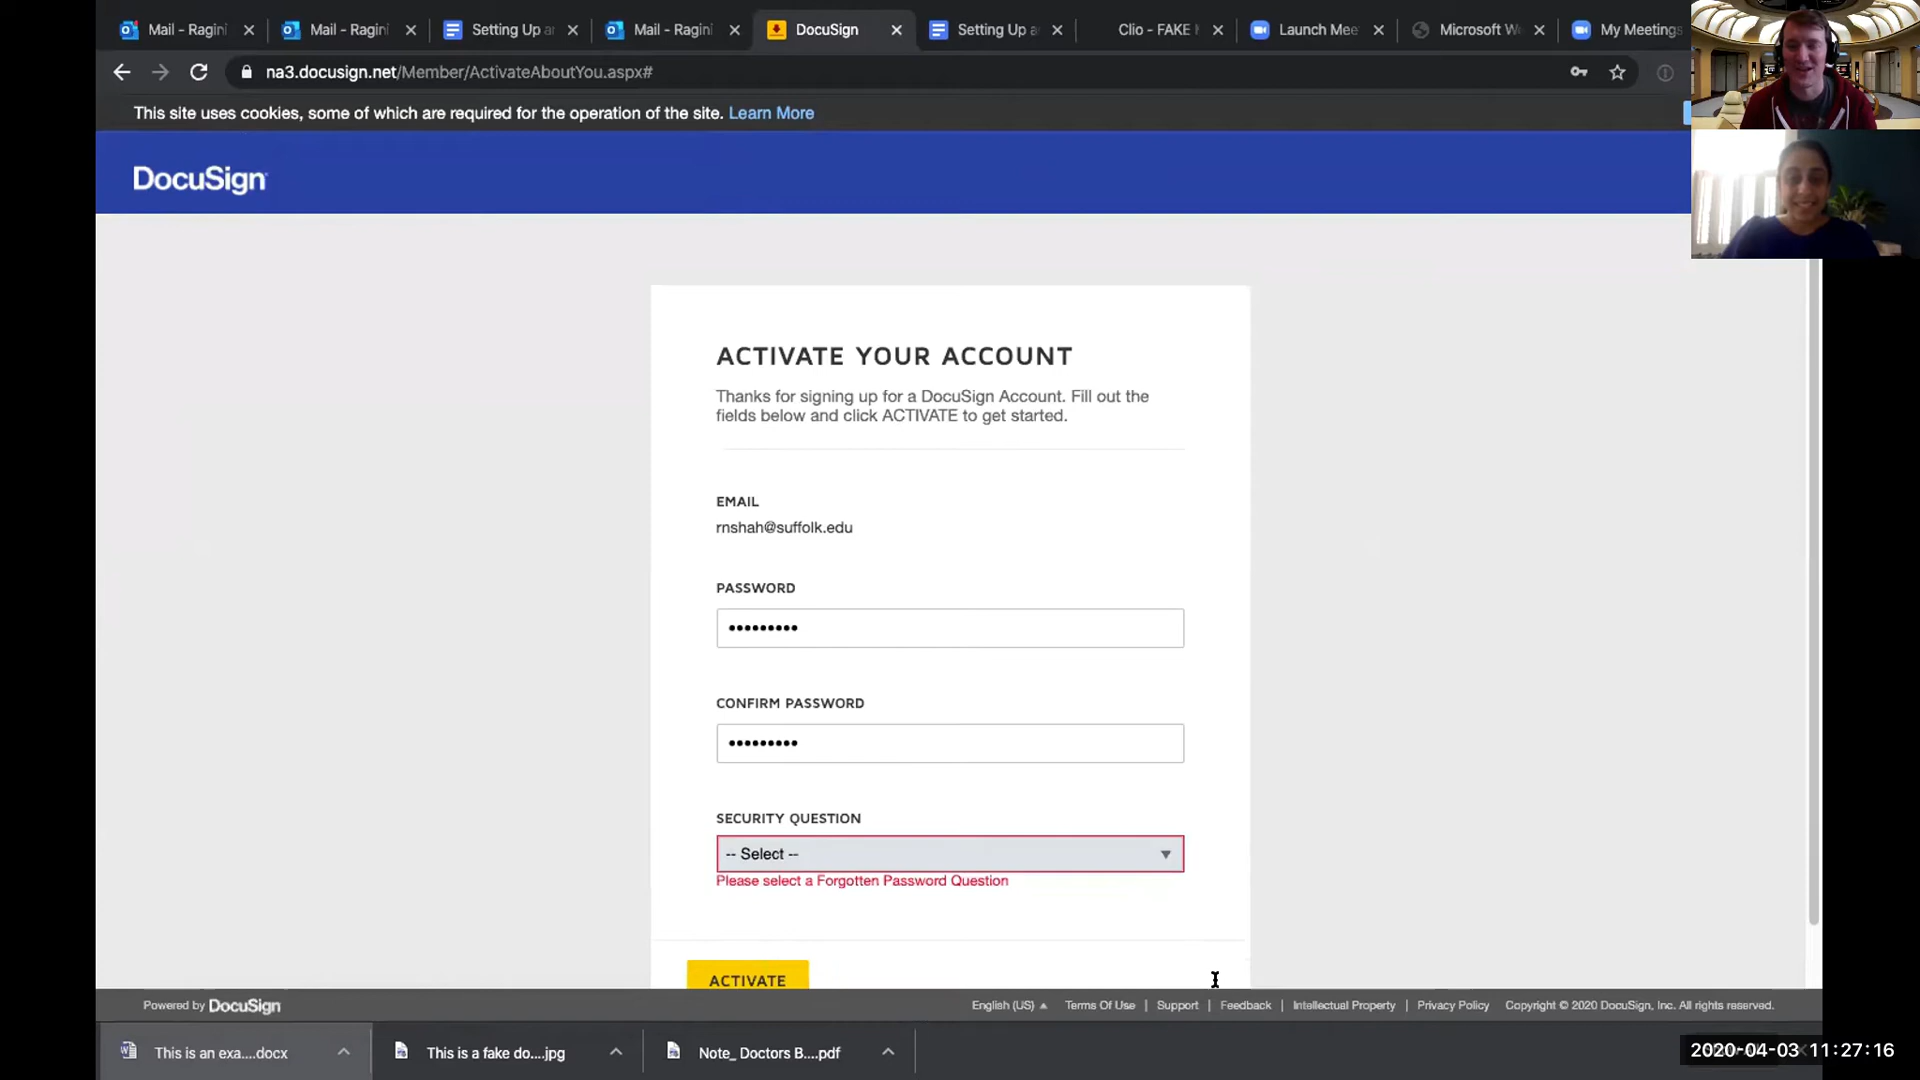 Mail - Ragini
Mail - Ragini
Setting Up a
Mail - Ragini
DocuSign
Setting Up a
Clio - FAKE
Launch Mee
Microsoft W
My Meetings
na3.docusign.net/Member/ActivateAboutYou.aspx#
This site uses cookies, some of which are required for the operation of the site. Learn More
DocuSign
ACTIVATE YOUR ACCOUNT
Thanks for signing up for a DocuSign Account. Fill out the
fields below and click ACTIVATE to get started.
EMAIL
rnshah@suffolk.edu
PASSWORD
•••••••••
CONFIRM PASSWORD
•••••••••
SECURITY QUESTION
-- Select --
Please select a Forgotten Password Question
ACTIVATE
Powered by DocuSign
English (US) | Terms Of Use | Support | Feedback | Intellectual Property | Privacy Policy Copyright © 2020 DocuSign, Inc. All rights reserved.
This is an exa....docx
This is a fake do....jpg
Note_ Doctors B....pdf
2020-04-03 11:27:16